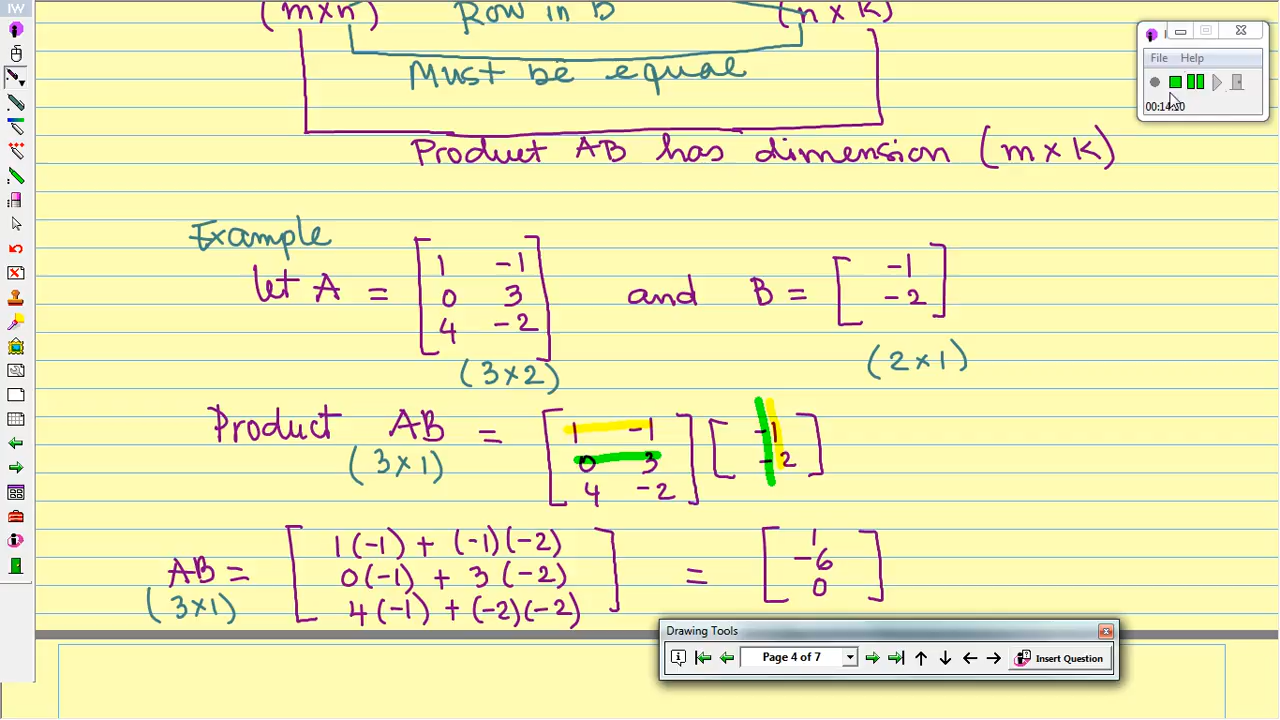 IW
(m x n) Row in B (n x k)
Must be equal
Product AB has dimension (m x k)
File Help
Example
let A = [ 1 -1
0 3
4 -2 ] and B = [ -1
-2 ]
(3 x 2) (2 x 1)
Product AB = [ 1 -1
0 3
4 -2 ] [ -1
-2 ]
(3 x 1)
AB = [ 1(-1) + (-1)(-2)
0(-1) + 3(-2)
4(-1) + (-2)(-2) ] = [ 1
-6
0 ]
(3 x 1)
Drawing Tools
Page 4 of 7 Insert Question